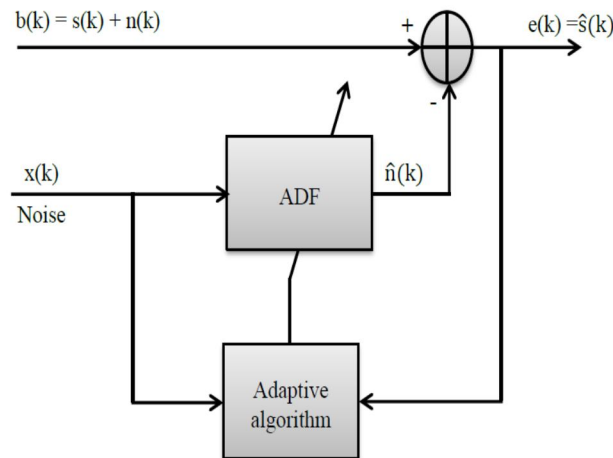 b(k) = s(k) + n(k)
+
e(k) =ŝ(k)
-
x(k)
ADF
n̂(k)
Noise
Adaptive
algorithm